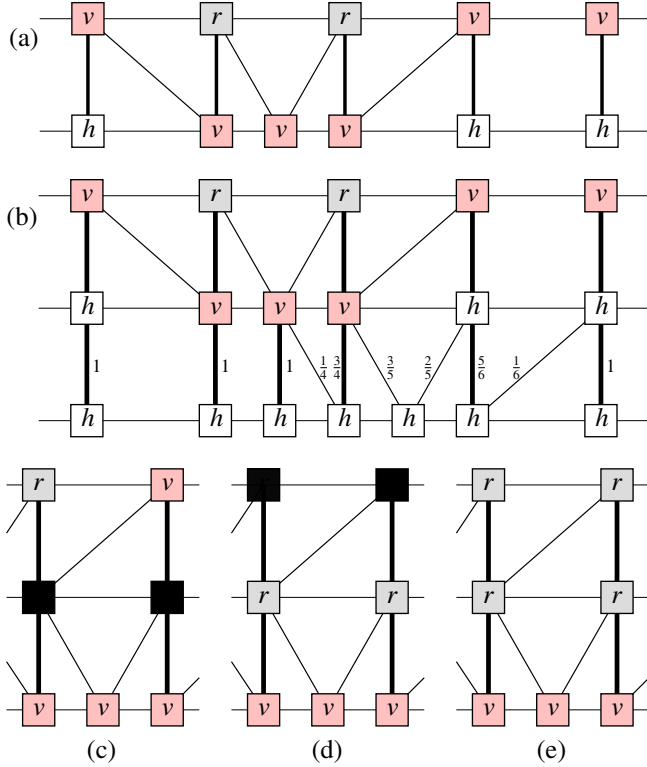 v r r v v
(a)
h v v v h h
v r r v v
(b)
h v v v h h
1 1 1 1/4 3/4 3/5 2/5 5/6 1/6 1
h h h h h h h
r v r r r
r r r r
v v v v v v v v v
(c) (d) (e)